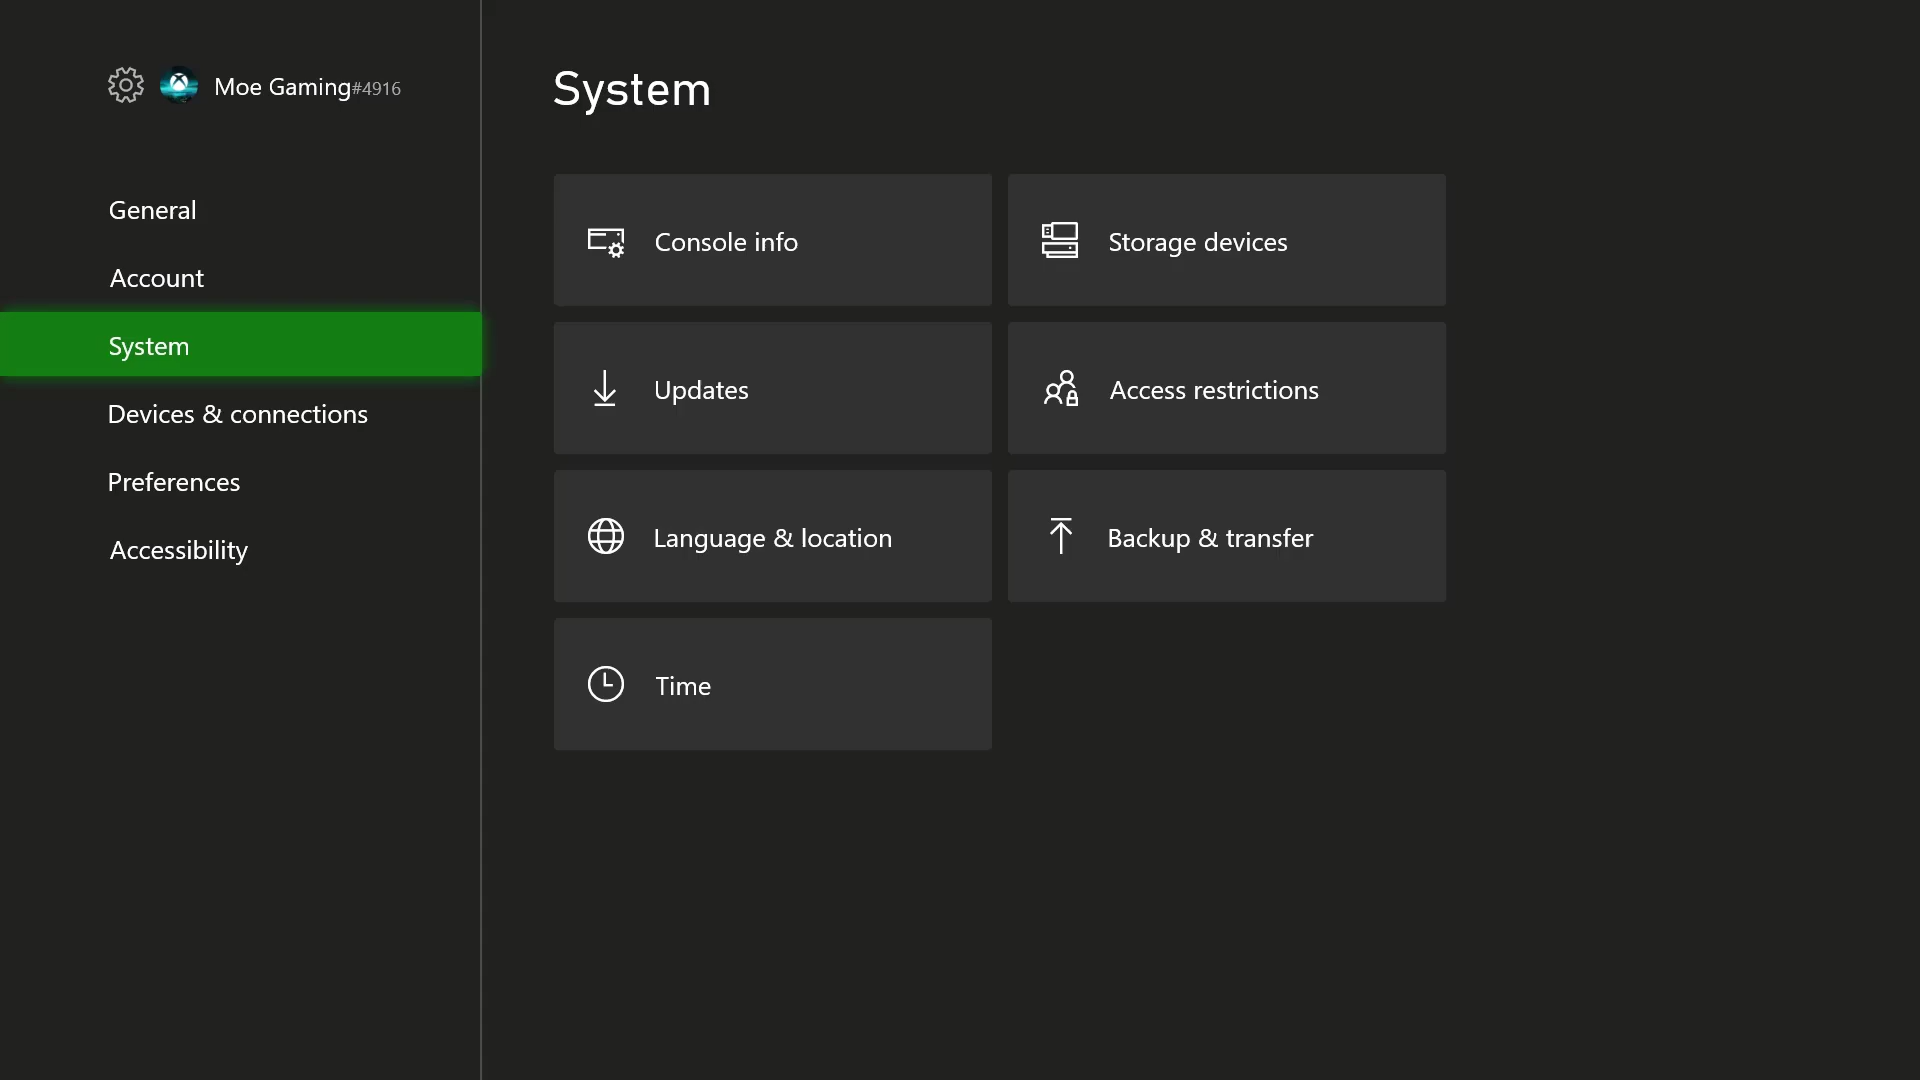 Moe Gaming#4916
General
Account
System
Devices & connections
Preferences
Accessibility
System
Console info
Storage devices
Updates
Access restrictions
Language & location
Backup & transfer
Time